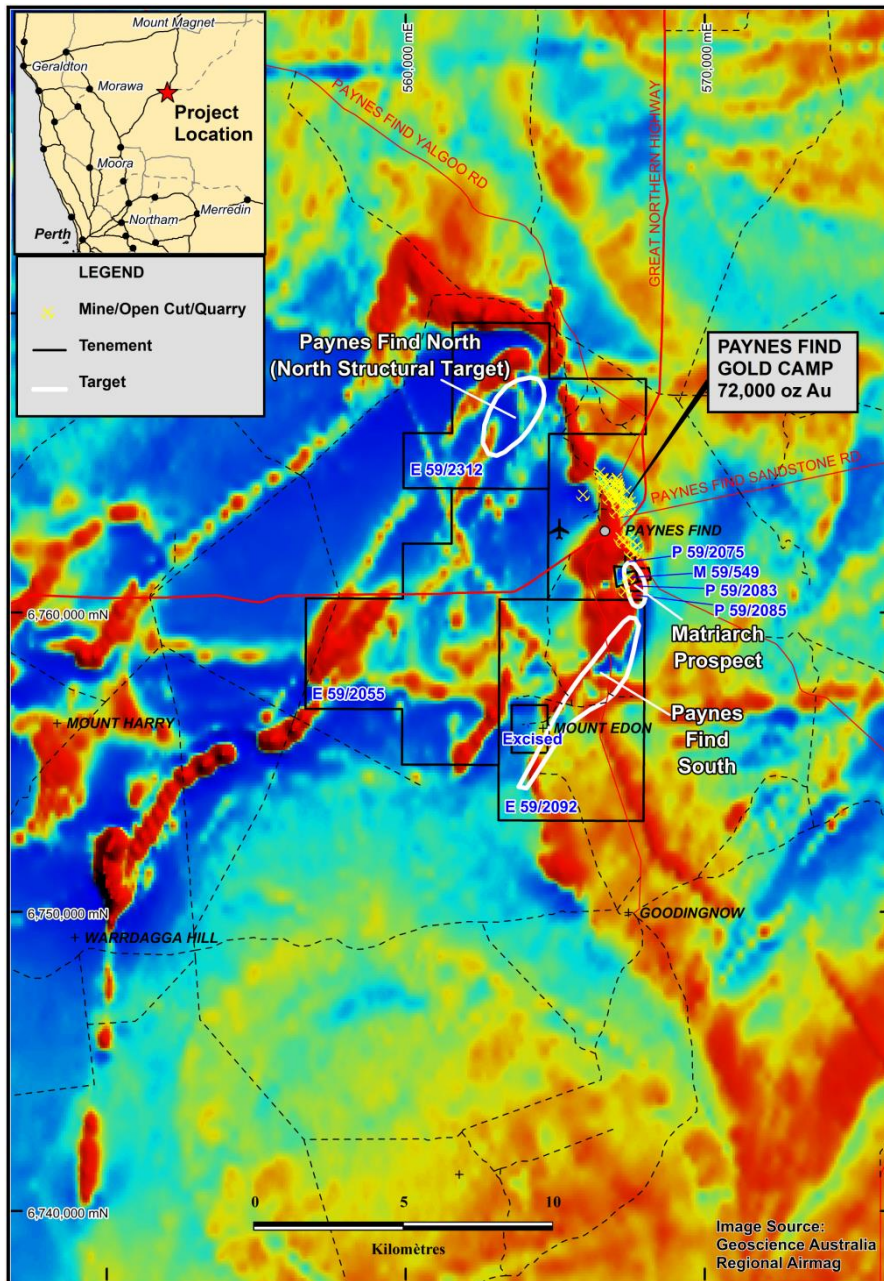 Mount Magnet
Geraldton
Morawa
Project
Location
Moora
Northam
Merredin
Perth
LEGEND
Mine/Open Cut/Quarry
Tenement
Target
560,000 mE
570,000 mE
PAYNES FIND YALGOO RD
GREAT NORTHERN HIGHWAY
Paynes Find North
(North Structural Target)
PAYNES FIND
GOLD CAMP
72,000 oz Au
E 59/2312
PAYNES FIND SANDSTONE RD
PAYNES FIND
P 59/2075
M 59/549
P 59/2083
P 59/2085
6,760,000 mN
Matriarch
Prospect
E 59/2055
MOUNT HARRY
MOUNT EDON
Excised
Paynes
Find
South
E 59/2092
6,750,000 mN
GOODINGNOW
WARRDAGGA HILL
6,740,000 mN
0
5
10
Kilomètres
Image Source:
Geoscience Australia
Regional Airmag